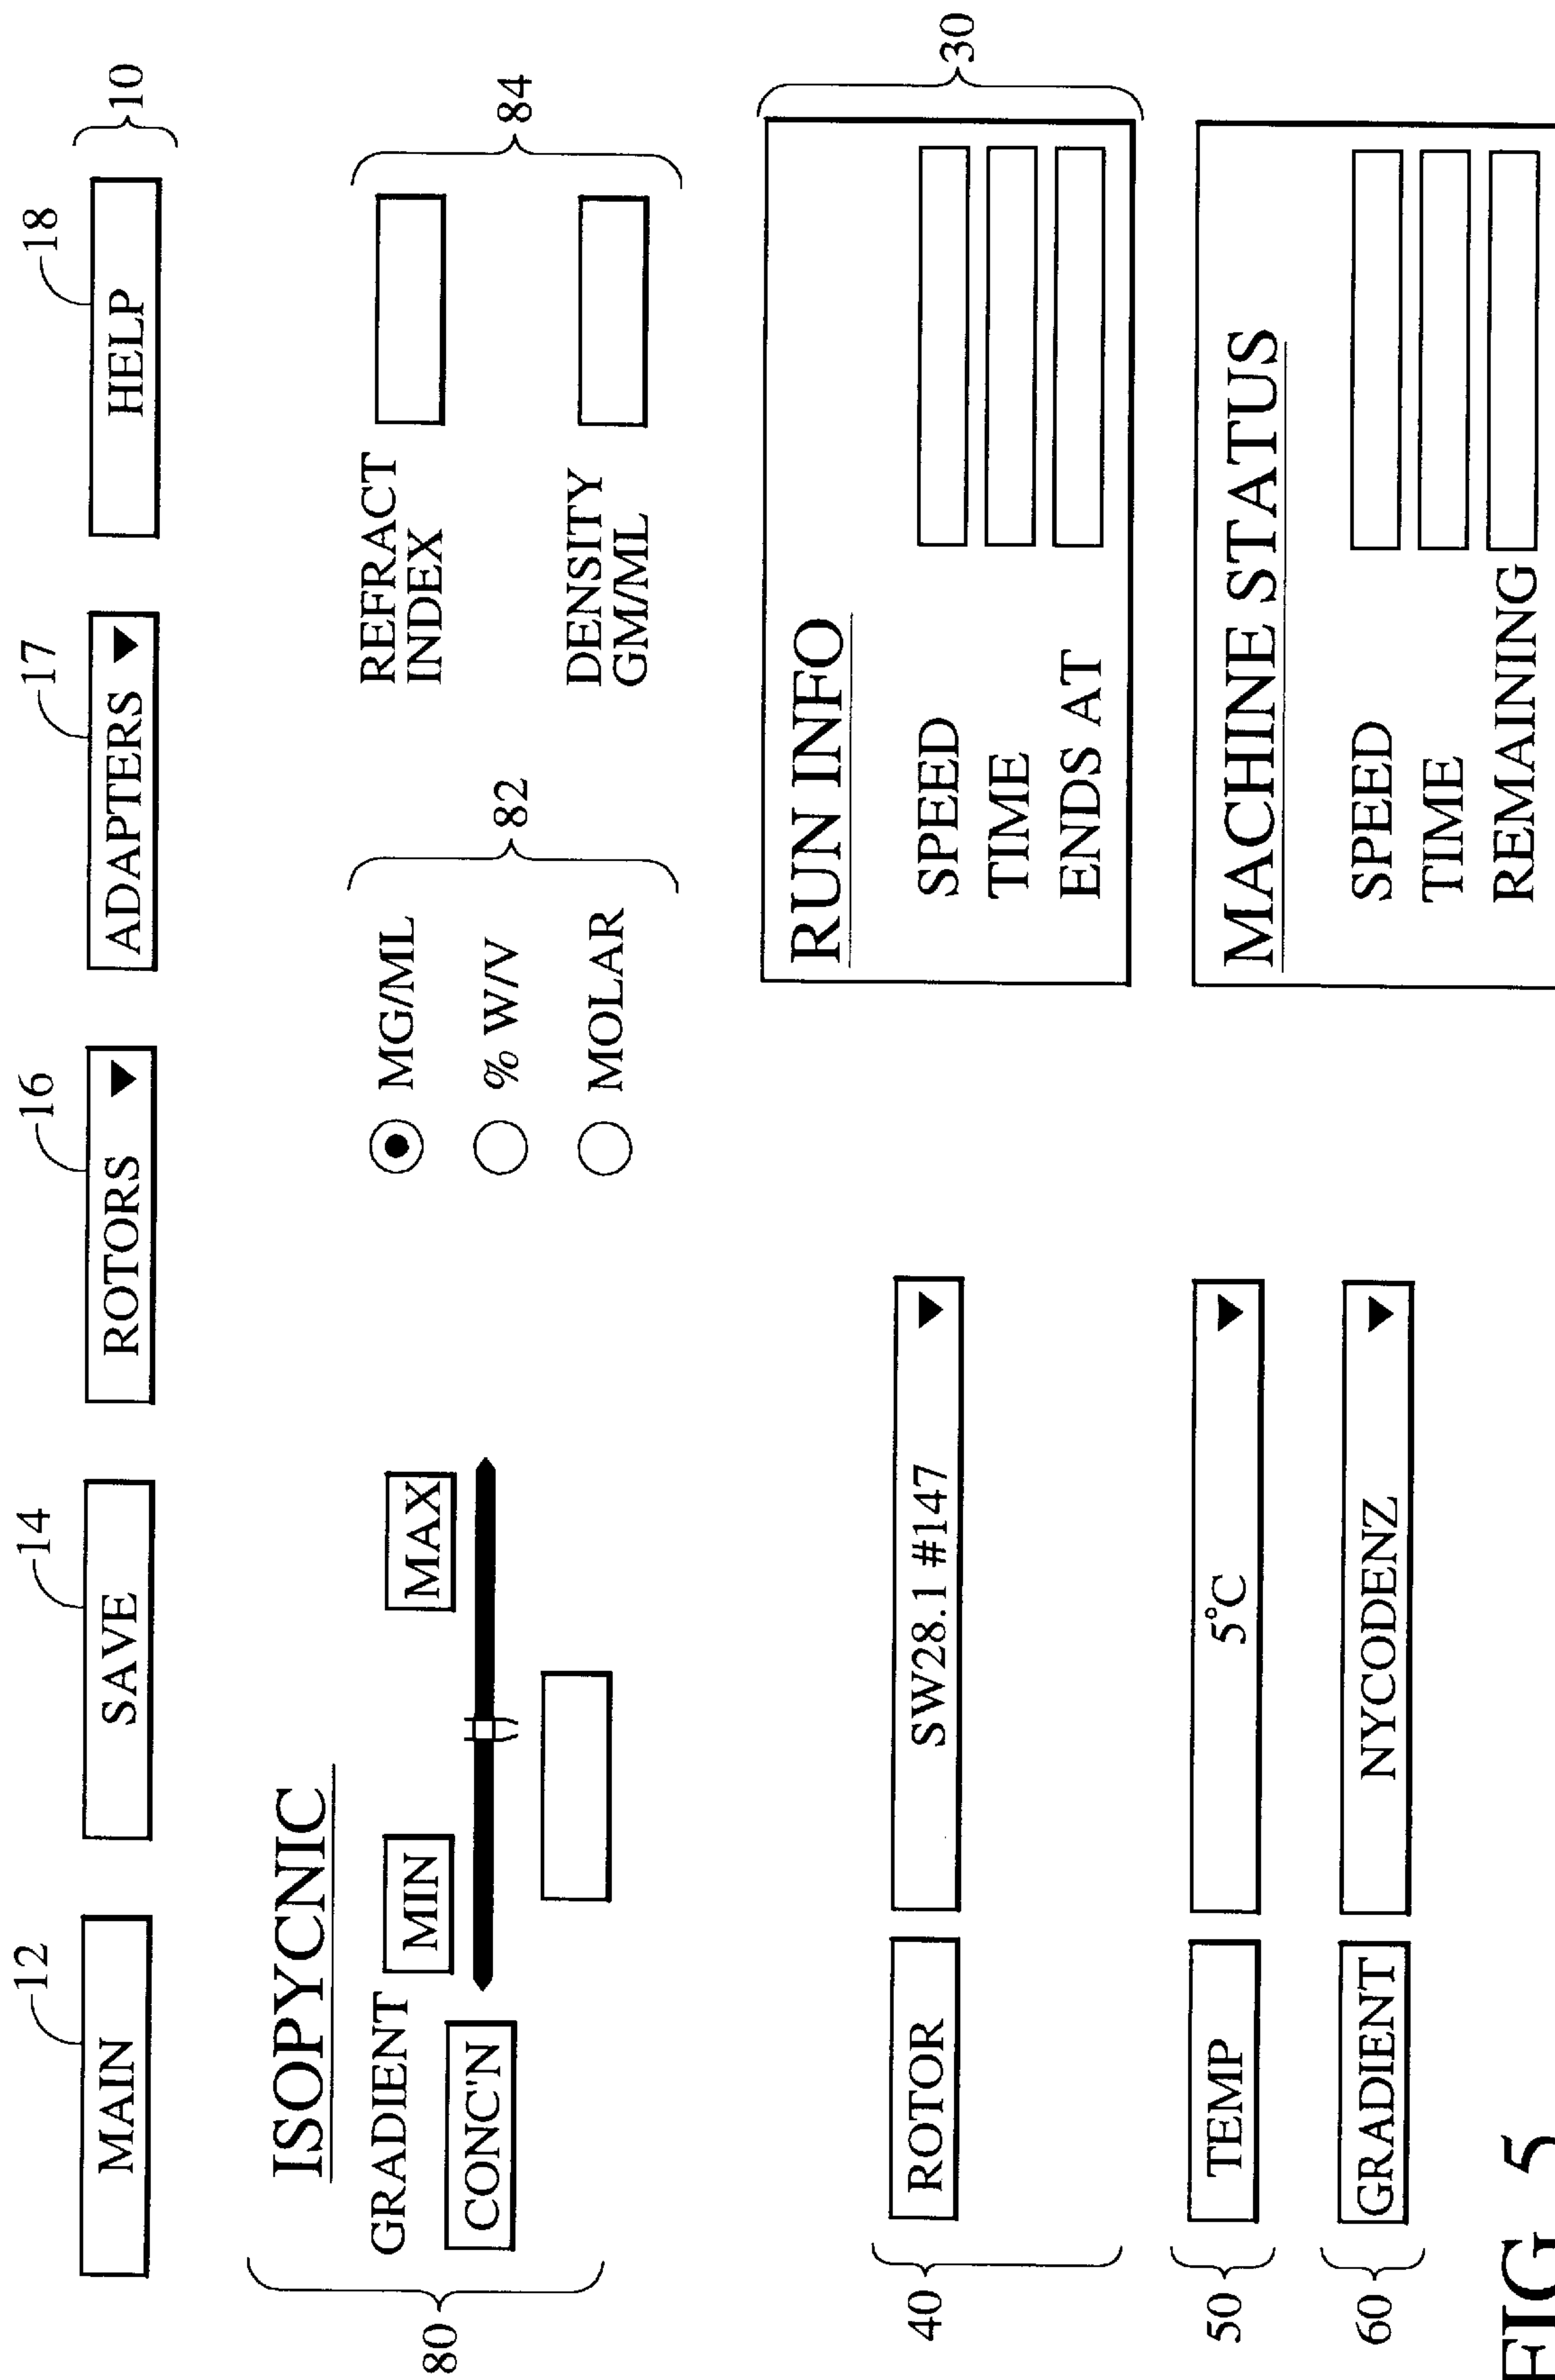 12
14
16
17
18
10
MAIN
SAVE
ROTORS
ADAPTERS
HELP
ISOPYCNIC
80
GRADIENT
MIN
MAX
CONC'N
MG/ML
% W/V
MOLAR
82
REFRACT
INDEX
DENSITY
GM/ML
84
40
ROTOR
SW28.1 #147
50
TEMP
5°C
60
GRADIENT
NYCODENZ
RUN INFO
SPEED
TIME
ENDS AT
30
MACHINE STATUS
SPEED
TIME
REMAINING
FIG. 5